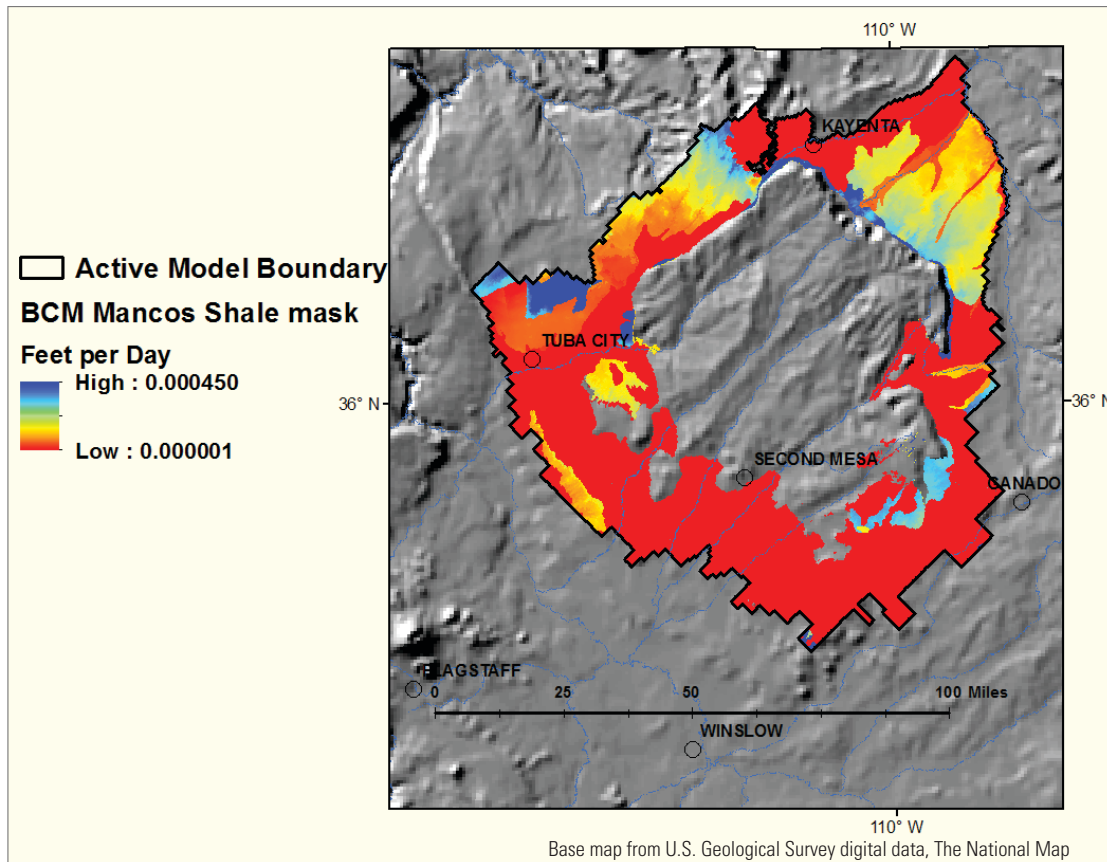 110° W
KAYENTA
Active Model Boundary
BCM Mancos Shale mask
Feet per Day
High : 0.000450
Low : 0.000001
TUBA CITY
36° N
36° N
SECOND MESA
GANADO
FLAGSTAFF
0 25 50 100 Miles
WINSLOW
110° W
Base map from U.S. Geological Survey digital data, The National Map